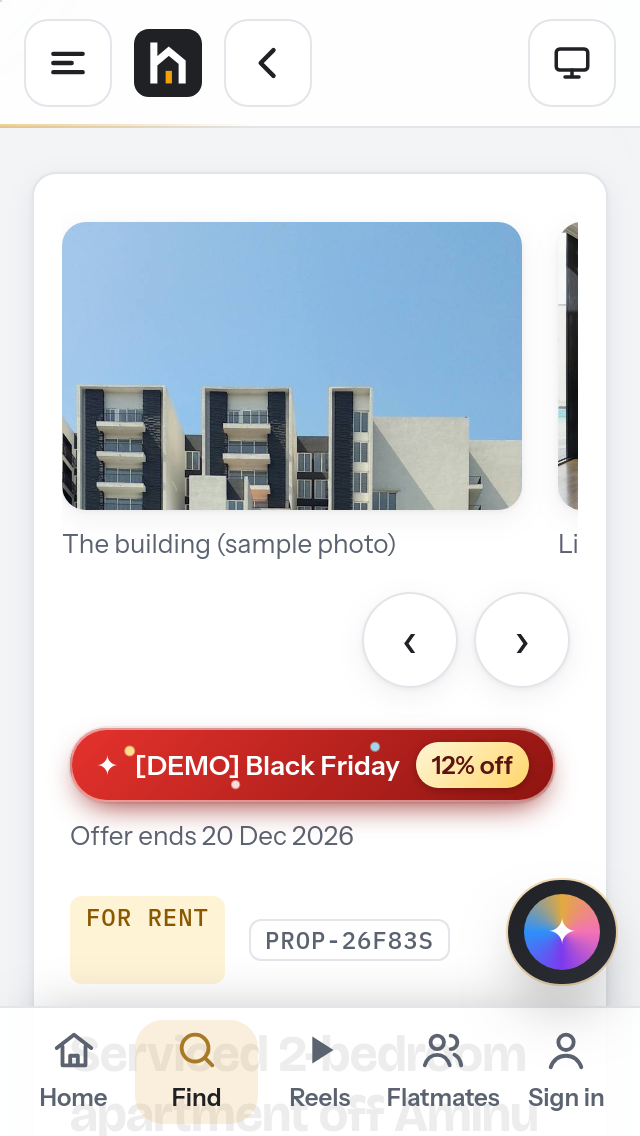 The building (sample photo)
Li
‹ ›
✦ [DEMO] Black Friday 12% off
Offer ends 20 Dec 2026
FOR RENT
PROP-26F83S
Serviced 2-bedroom
apartment off Aminu
Home
Find
Reels
Flatmates
Sign in